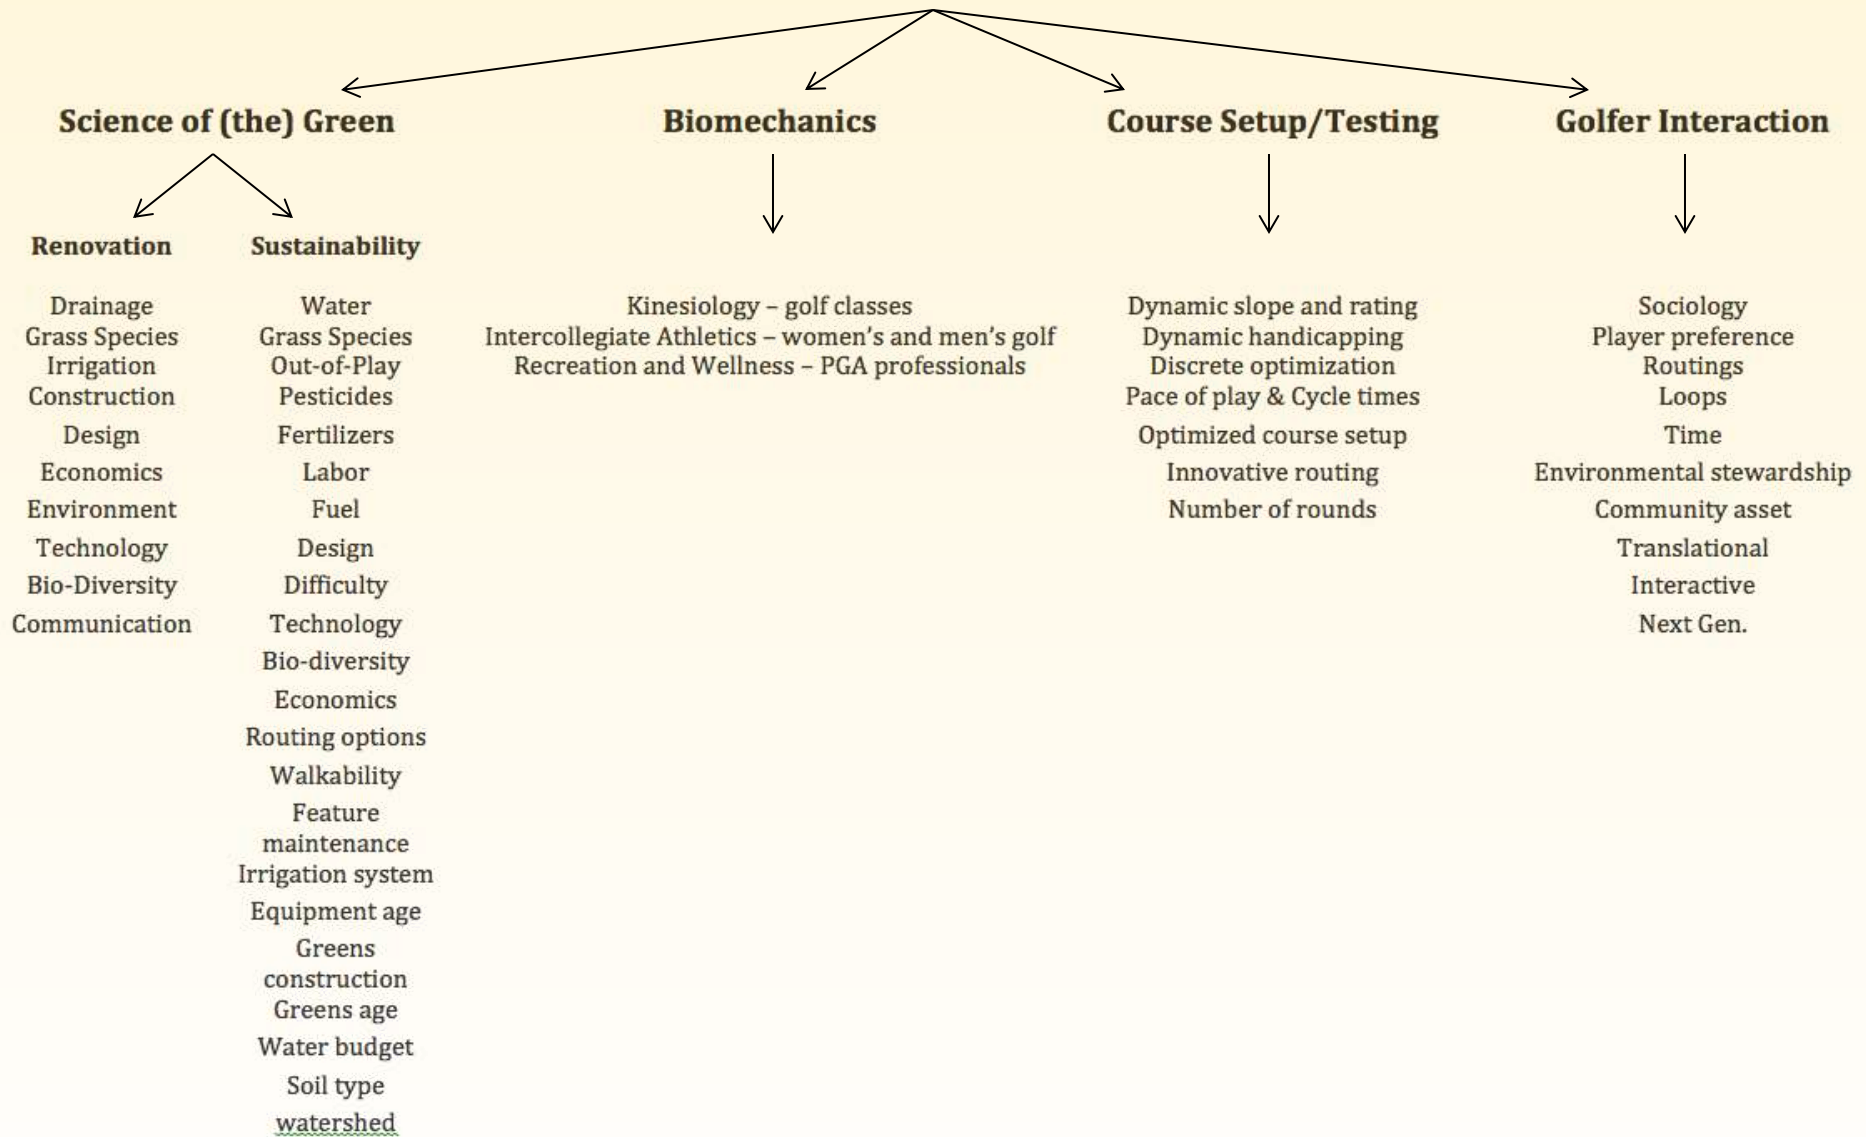 Science of (the) Green
Biomechanics
Course Setup/Testing
Golfer Interaction
Renovation
Drainage
Grass Species
Irrigation
Construction
Design
Economics
Environment
Technology
Bio-Diversity
Communication
Sustainability
Water
Grass Species
Out-of-Play
Pesticides
Fertilizers
Labor
Fuel
Design
Difficulty
Technology
Bio-diversity
Economics
Routing options
Walkability
Feature
maintenance
Irrigation system
Equipment age
Greens
construction
Greens age
Water budget
Soil type
watershed
Kinesiology – golf classes
Intercollegiate Athletics – women’s and men’s golf
Recreation and Wellness – PGA professionals
Dynamic slope and rating
Dynamic handicapping
Discrete optimization
Pace of play & Cycle times
Optimized course setup
Innovative routing
Number of rounds
Sociology
Player preference
Routings
Loops
Time
Environmental stewardship
Community asset
Translational
Interactive
Next Gen.